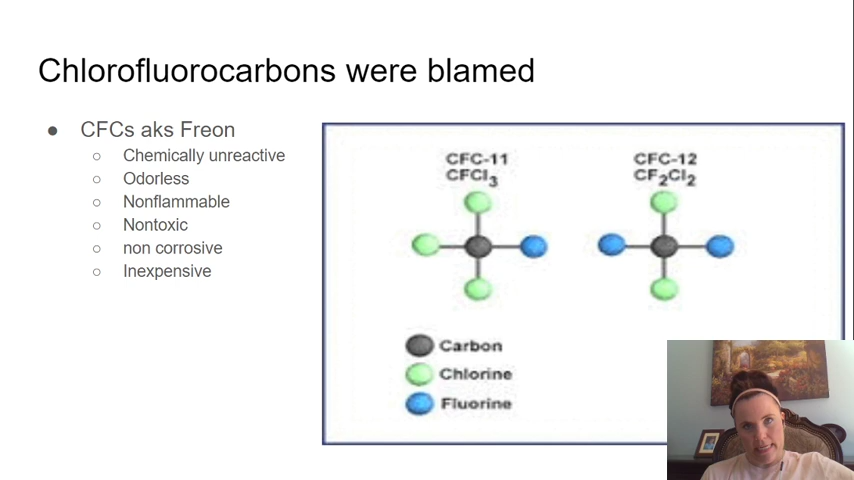 Chlorofluorocarbons were blamed
● CFCs aks Freon
○ Chemically unreactive
○ Odorless
○ Nonflammable
○ Nontoxic
○ non corrosive
○ Inexpensive
CFC-11 CFC-12
CFCl₃ CF₂Cl₂
Carbon
Chlorine
Fluorine